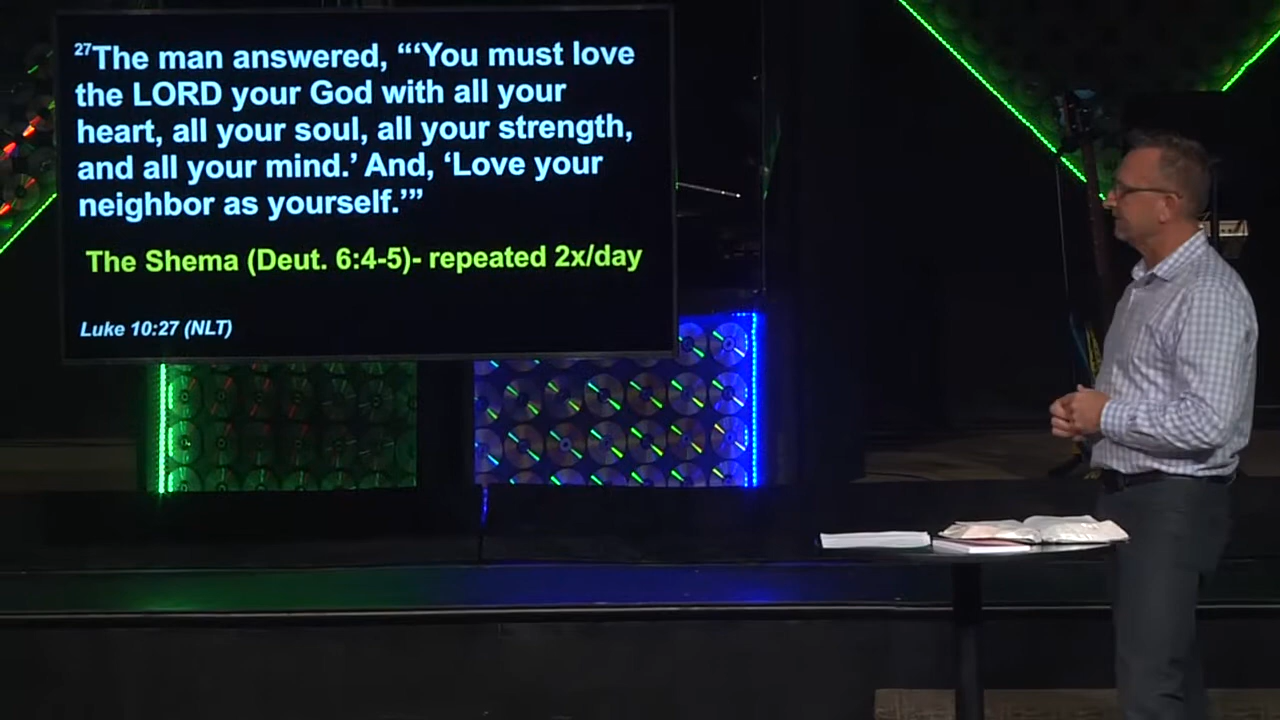 27The man answered, “‘You must love
the LORD your God with all your
heart, all your soul, all your strength,
and all your mind.’ And, ‘Love your
neighbor as yourself.’”
The Shema (Deut. 6:4-5)- repeated 2x/day
Luke 10:27 (NLT)